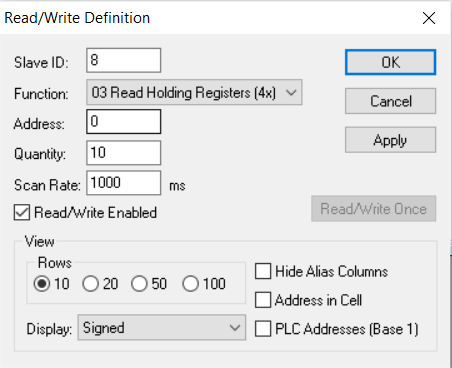 Read/Write Definition
Slave ID: 8
OK
Function: 03 Read Holding Registers (4x)
Cancel
Address: 0
Apply
Quantity: 10
Scan Rate: 1000 ms
Read/Write Enabled
Read/Write Once
View
Rows
10 20 50 100
Hide Alias Columns
Address in Cell
Display: Signed
PLC Addresses (Base 1)